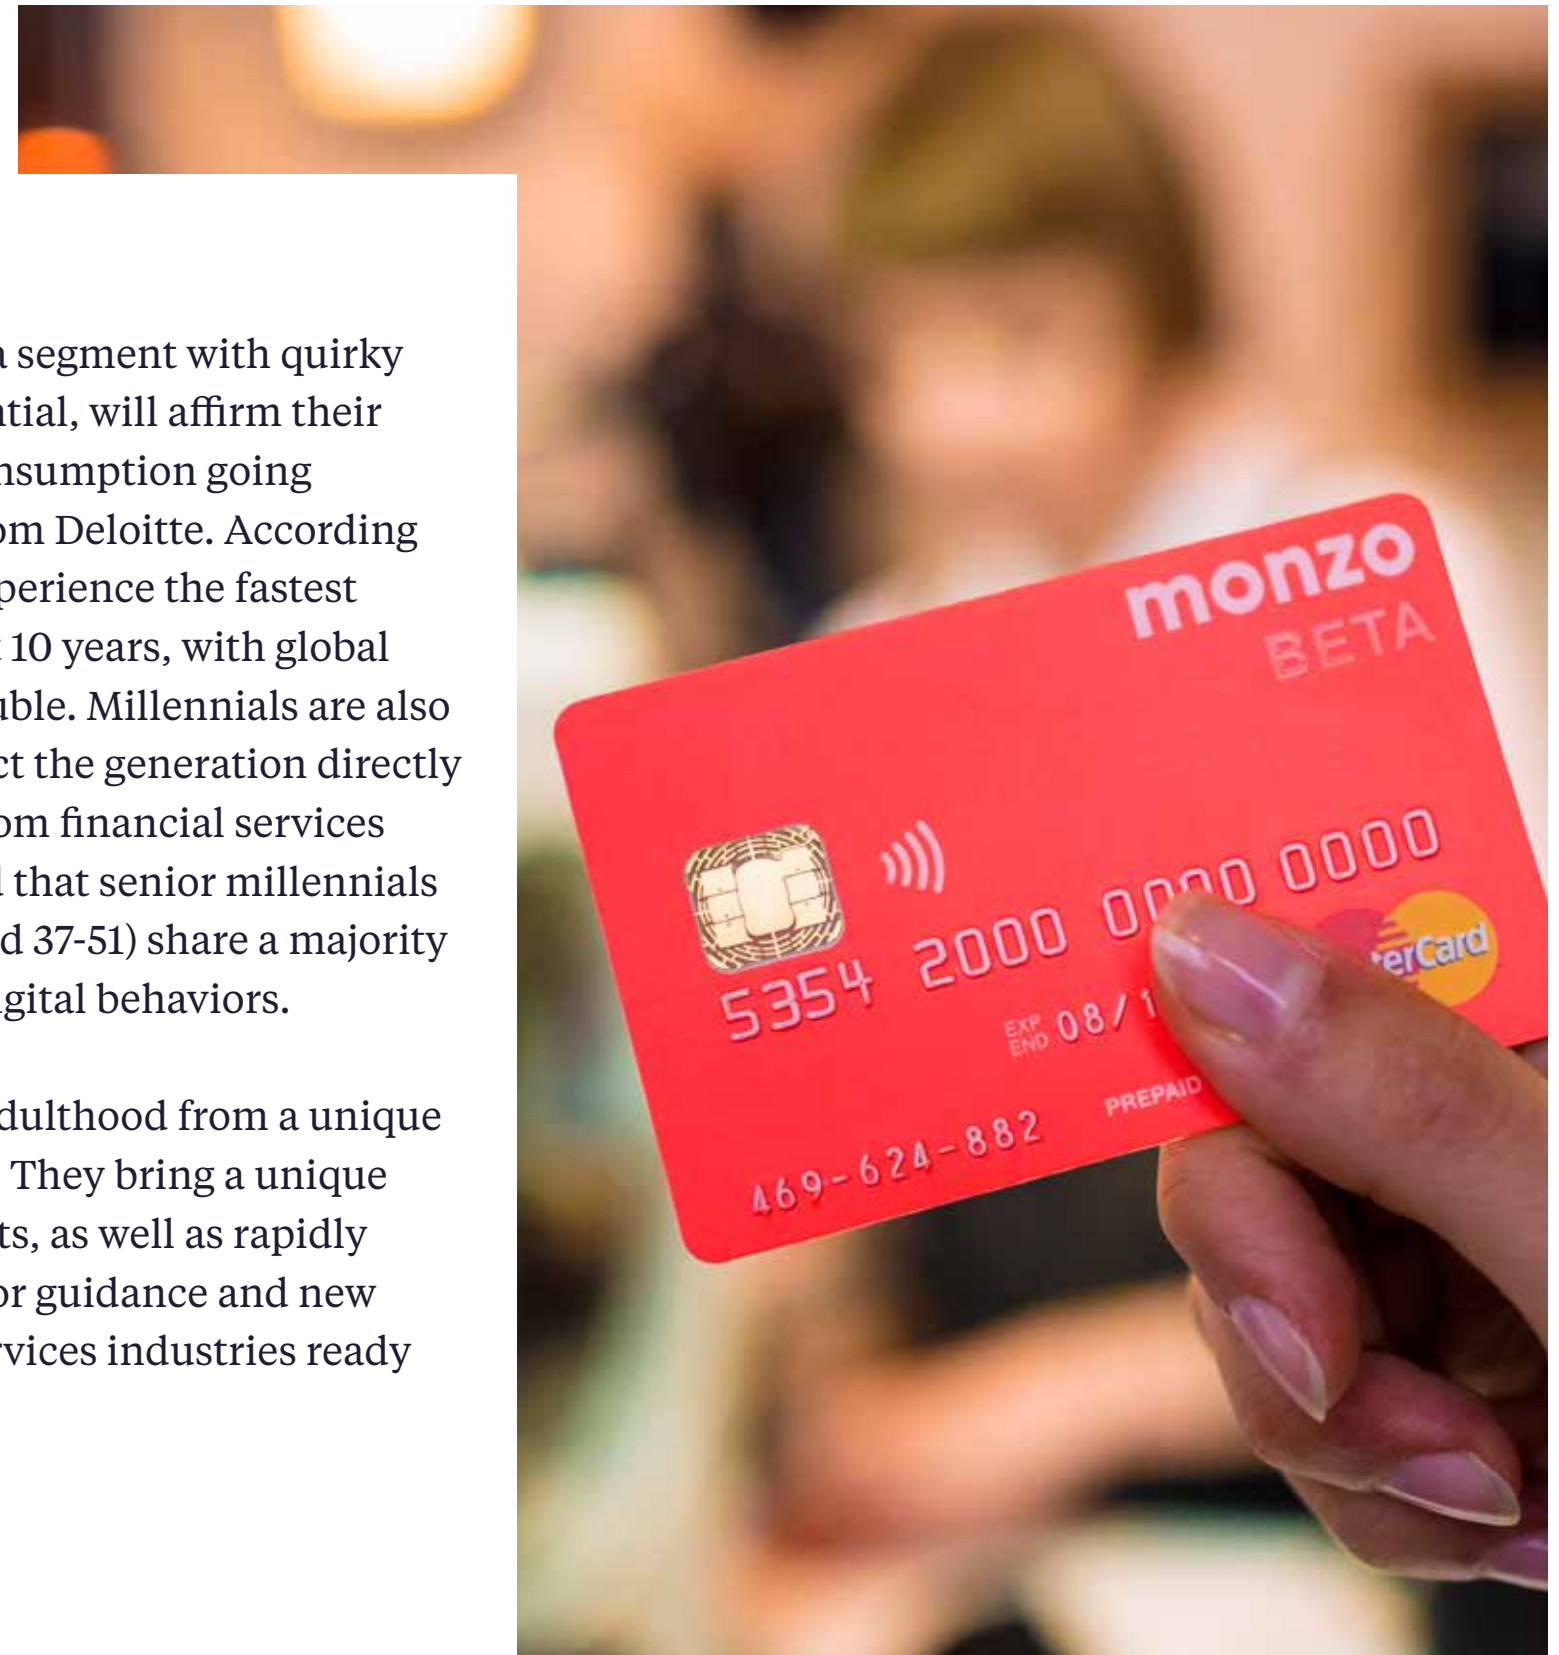 a segment with quirky
ntial, will affirm their
nsumption going
om Deloitte. According
perience the fastest
10 years, with global
uble. Millennials are also
ct the generation directly
om financial services
d that senior millennials
d 37-51) share a majority
igital behaviors.
dulthood from a unique
They bring a unique
ts, as well as rapidly
or guidance and new
rvices industries ready
monzo
BETA
5354 2000 0000 0000
terCard
EXP
END 08/1
PREPAID
469-624-882